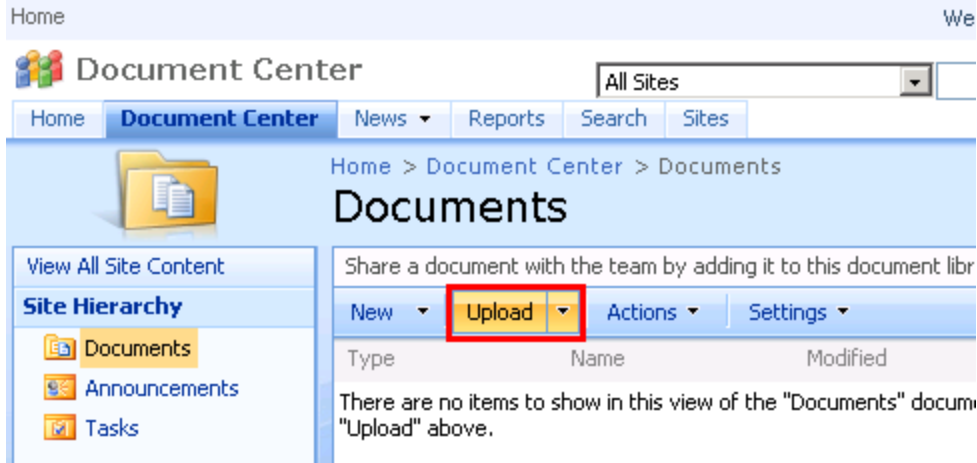 Home
We
Document Center
All Sites
Home Document Center News Reports Search Sites
Home > Document Center > Documents
Documents
View All Site Content
Share a document with the team by adding it to this document libr
Site Hierarchy
New Upload Actions Settings
Documents
Type Name Modified
Announcements
There are no items to show in this view of the "Documents" docum
Tasks
"Upload" above.